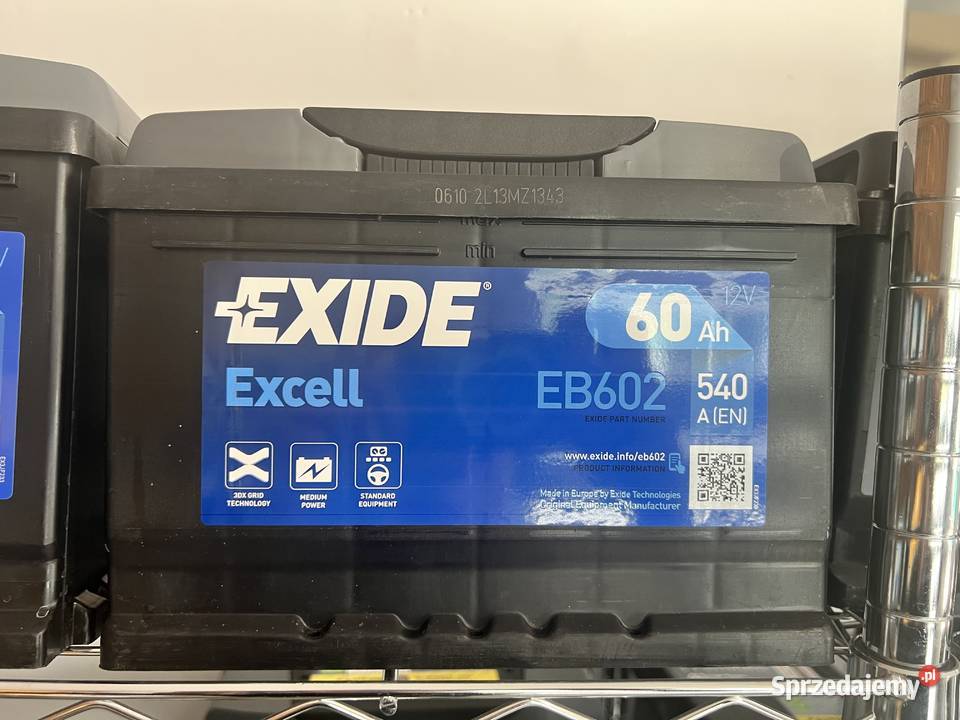 0610 2L13MZ1343
max
min
EXIDE®
60 Ah
12V
Excell
EB602
EXIDE PART NUMBER
540
A (EN)
www.exide.info/eb602
PRODUCT INFORMATION
3DX GRID
TECHNOLOGY
MEDIUM
POWER
STANDARD
EQUIPMENT
Made in Europe by Exide Technologies
Original Equipment Manufacturer
Sprzedajemy.pl